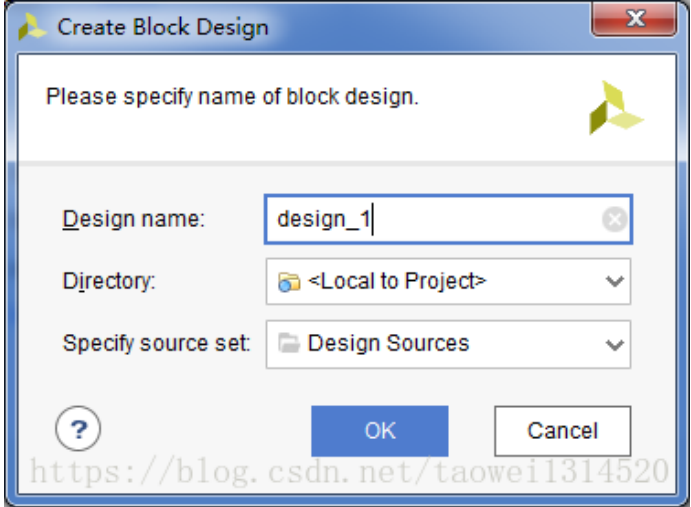 Create Block Design
Please specify name of block design.
Design name: design_1
Directory: <Local to Project>
Specify source set: Design Sources
? OK Cancel
https://blog.csdn.net/taowei1314520